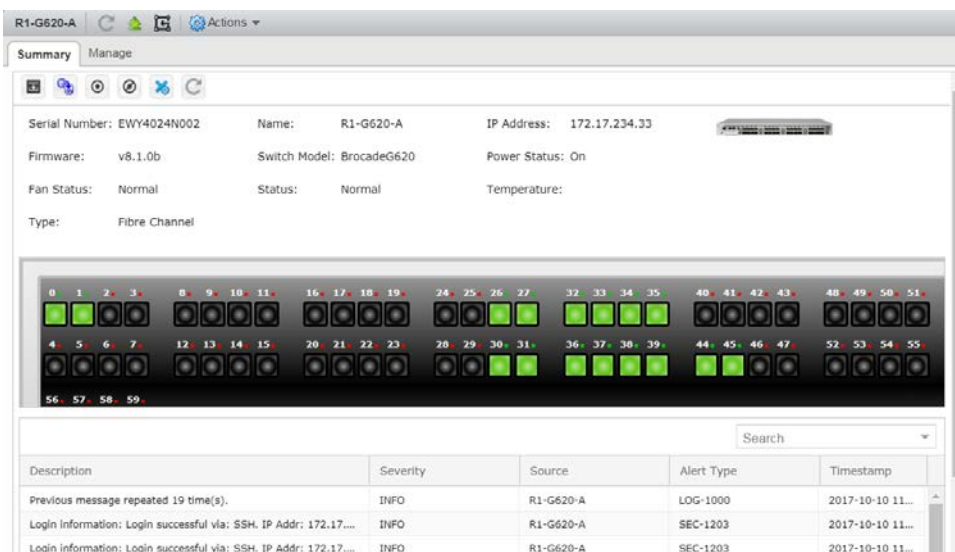 R1-G620-A Actions
Summary Manage
Serial Number: EWY4024N002 Name: R1-G620-A IP Address: 172.17.234.33
Firmware: v8.1.0b Switch Model: BrocadeG620 Power Status: On
Fan Status: Normal Status: Normal Temperature:
Type: Fibre Channel
0 1 2 3 8 9 10 11 16 17 18 19 24 25 26 27 32 33 34 35 40 41 42 43 48 49 50 51
4 5 6 7 12 13 14 15 20 21 22 23 28 29 30 31 36 37 38 39 44 45 46 47 52 53 54 55
56 57 58 59
Search
Description Severity Source Alert Type Timestamp
Previous message repeated 19 time(s). INFO R1-G620-A LOG-1000 2017-10-10 11...
Login information: Login successful via: SSH. IP Addr: 172.17.... INFO R1-G620-A SEC-1203 2017-10-10 11...
Login information: Login successful via: SSH. IP Addr: 172.17.... INFO R1-G620-A SEC-1203 2017-10-10 11...